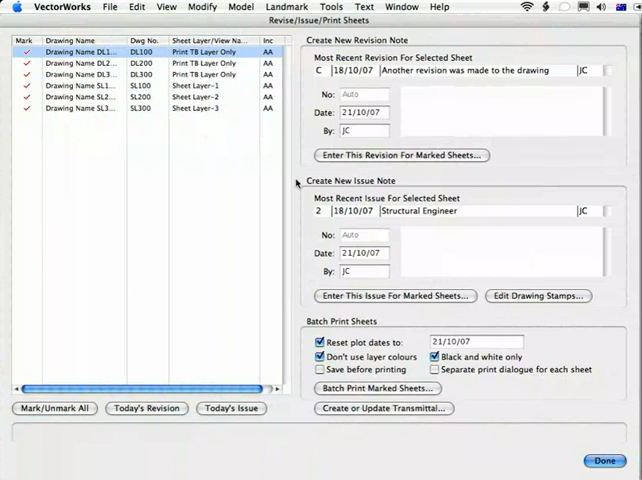 VectorWorks File Edit View Modify Model Landmark Tools Text Window Help
Revise/Issue/Print Sheets
Mark Drawing Name Dwg No. Sheet Layer/View Na... Inc
Drawing Name DL1... DL100 Print TB Layer Only AA
Drawing Name DL2... DL200 Print TB Layer Only AA
Drawing Name DL3... DL300 Print TB Layer Only AA
Drawing Name SL1... SL100 Sheet Layer-1 AA
Drawing Name SL2... SL200 Sheet Layer-2 AA
Drawing Name SL3... SL300 Sheet Layer-3 AA
Mark/Unmark All Today's Revision Today's Issue
Create New Revision Note
Most Recent Revision For Selected Sheet
C 18/10/07 Another revision was made to the drawing JC
No: Auto
Date: 21/10/07
By: JC
Enter This Revision For Marked Sheets...
Create New Issue Note
Most Recent Issue For Selected Sheet
2 18/10/07 Structural Engineer JC
No: Auto
Date: 21/10/07
By: JC
Enter This Issue For Marked Sheets... Edit Drawing Stamps...
Batch Print Sheets
Reset plot dates to: 21/10/07
Don't use layer colours Black and white only
Save before printing Separate print dialogue for each sheet
Batch Print Marked Sheets...
Create or Update Transmittal...
Done